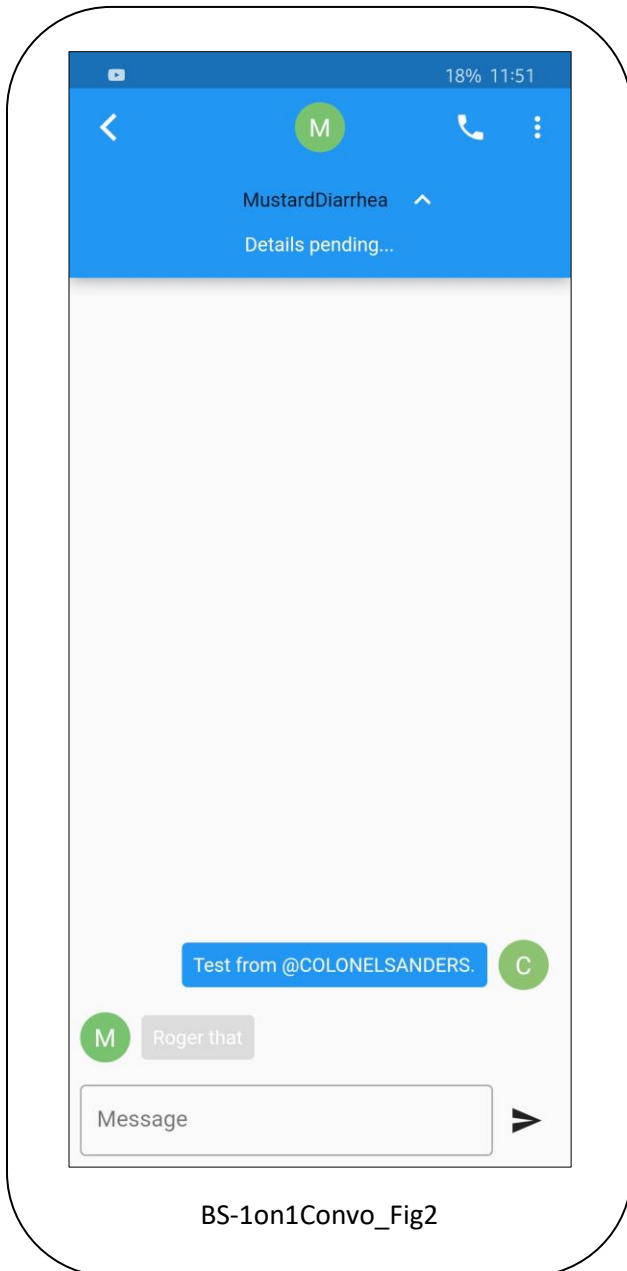 18% 11:51
M
MustardDiarrhea
Details pending...
Test from @COLONELSANDERS.
C
M
Roger that
Message
BS-1on1Convo_Fig2